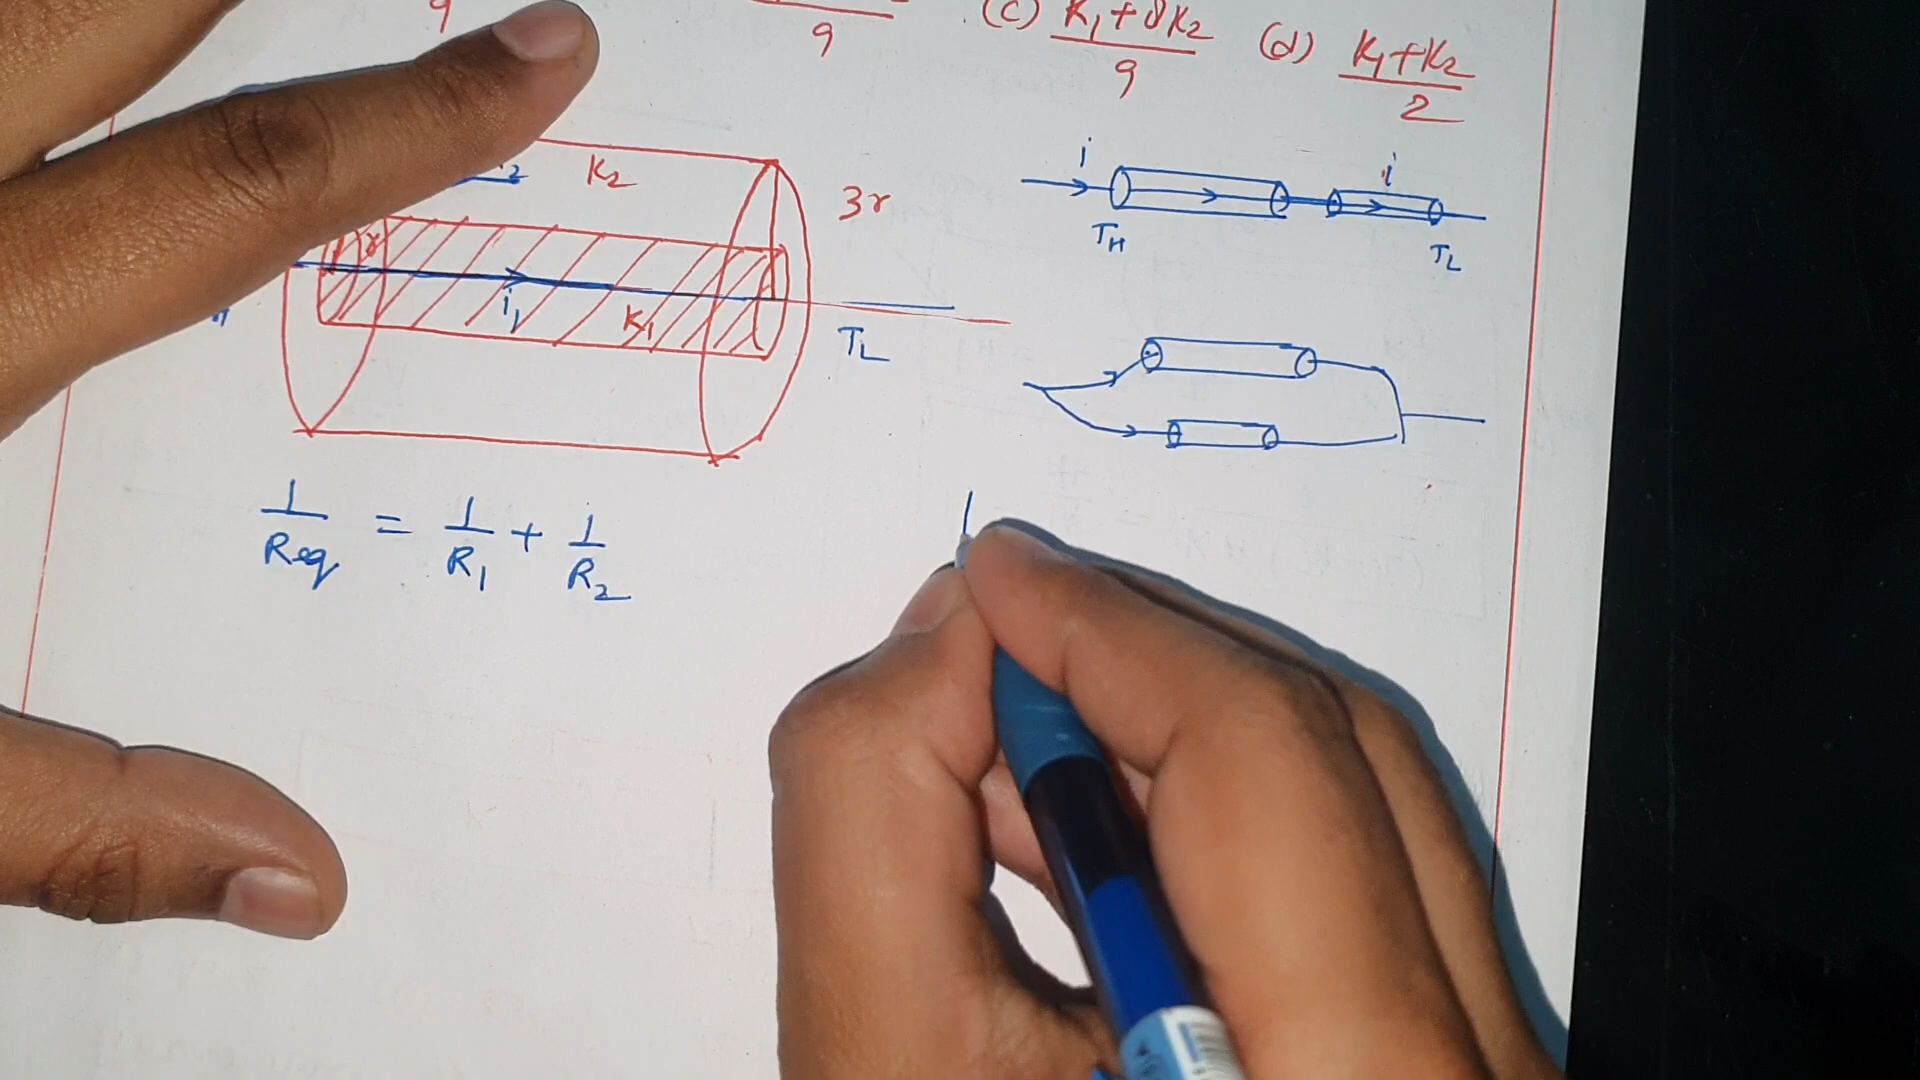 9
9
(c) K₁+8K₂ / 9
(d) K₁+K₂ / 2
K₂
3r
r
i₁
K₁
T_L
i
i
T_H
T_L
1/Req = 1/R₁ + 1/R₂